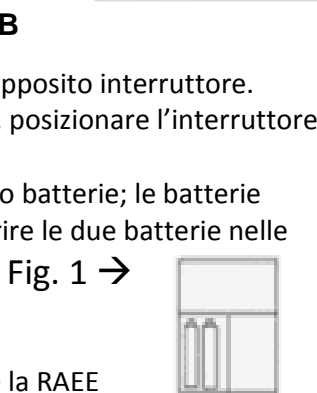 B
pposito interruttore.
posizionare l'interruttore
o batterie; le batterie
rire le due batterie nelle
Fig. 1 →
la RAEE